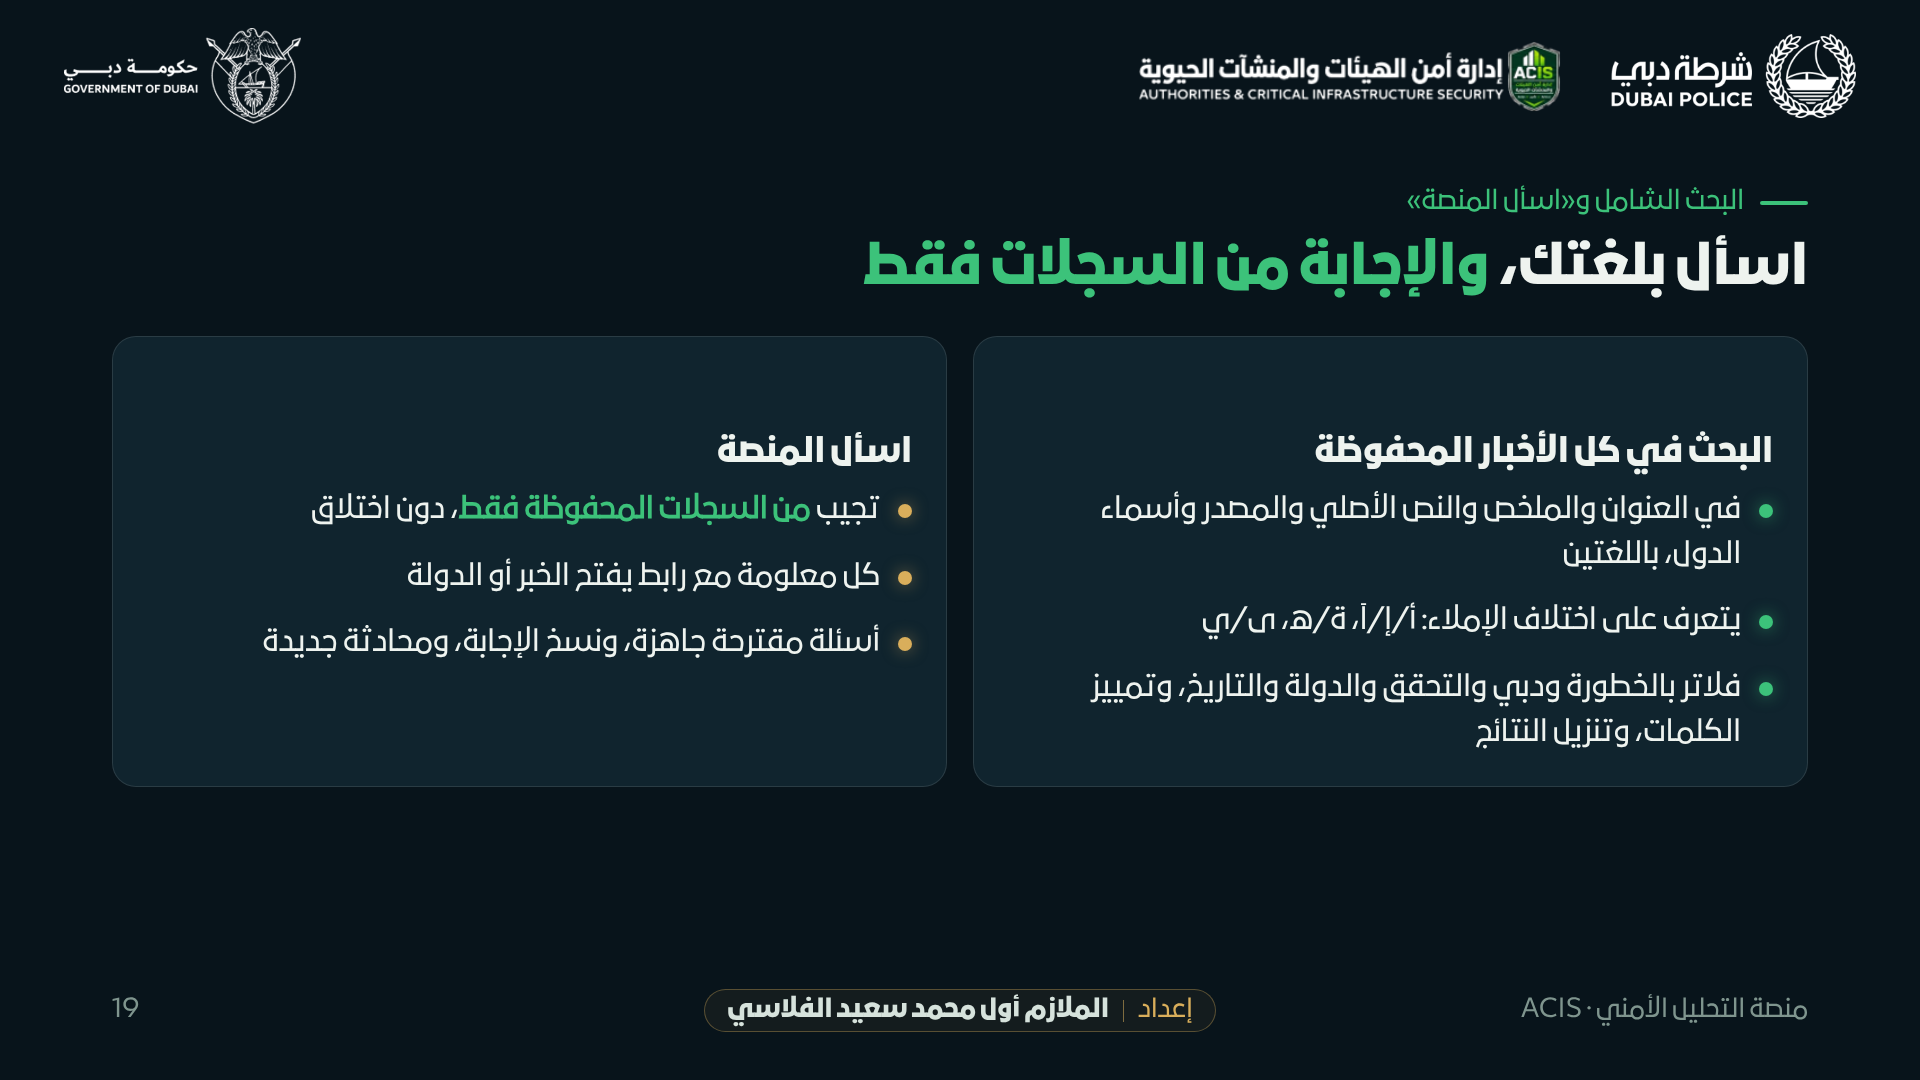 شرطة دبي
DUBAI POLICE
إدارة أمن الهيئات والمنشآت الحيوية
AUTHORITIES & CRITICAL INFRASTRUCTURE SECURITY
ACIS
حكومة دبي
GOVERNMENT OF DUBAI
البحث الشامل و«اسأل المنصة»
اسأل بلغتك، والإجابة من السجلات فقط
البحث في كل الأخبار المحفوظة
في العنوان والملخص والنص الأصلي والمصدر وأسماء
الدول، باللغتين
يتعرف على اختلاف الإملاء: أ/إ/آ، ة/ه، ى/ي
فلاتر بالخطورة ودبي والتحقق والدولة والتاريخ، وتمييز
الكلمات، وتنزيل النتائج
اسأل المنصة
تجيب من السجلات المحفوظة فقط، دون اختلاق
كل معلومة مع رابط يفتح الخبر أو الدولة
أسئلة مقترحة جاهزة، ونسخ الإجابة، ومحادثة جديدة
منصة التحليل الأمني · ACIS
إعداد | الملازم أول محمد سعيد الفلاسي
19